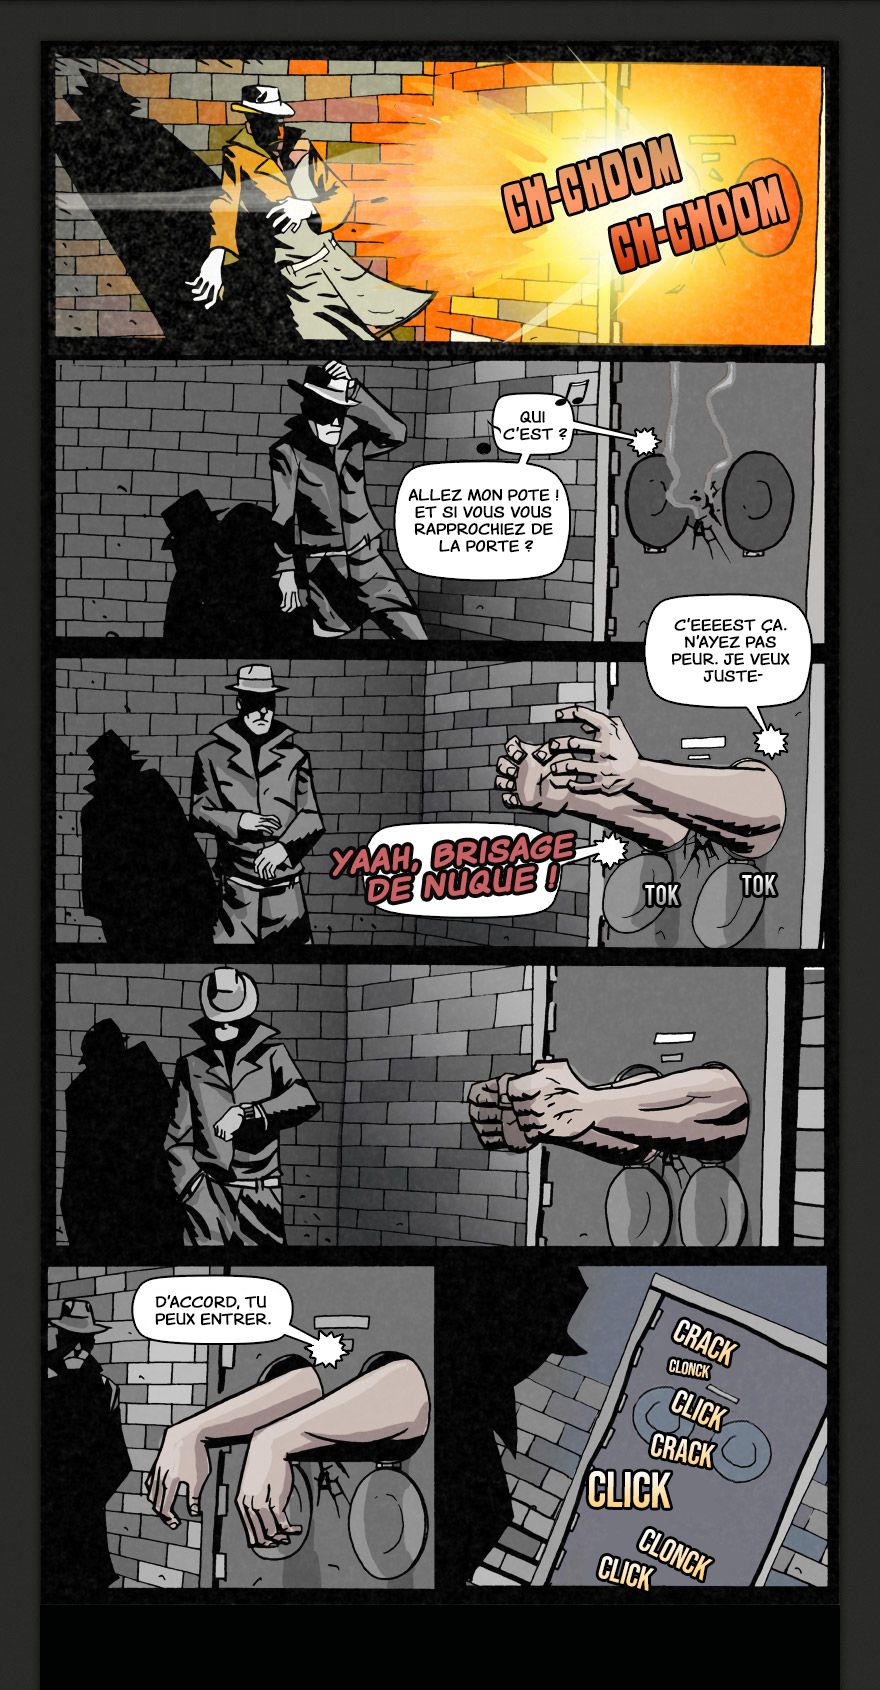 CH-CHOOM
CH-CHOOM
QUI
C'EST ?
ALLEZ MON POTE !
ET SI VOUS VOUS
RAPPROCHIEZ DE
LA PORTE ?
C'EEEEST ÇA.
N'AYEZ PAS
PEUR. JE VEUX
JUSTE-
YAAH, BRISAGE
DE NUQUE !
TOK
TOK
D'ACCORD, TU
PEUX ENTRER.
CRACK
CLONCK
CLICK
CRACK
CLICK
CLONCK
CLICK